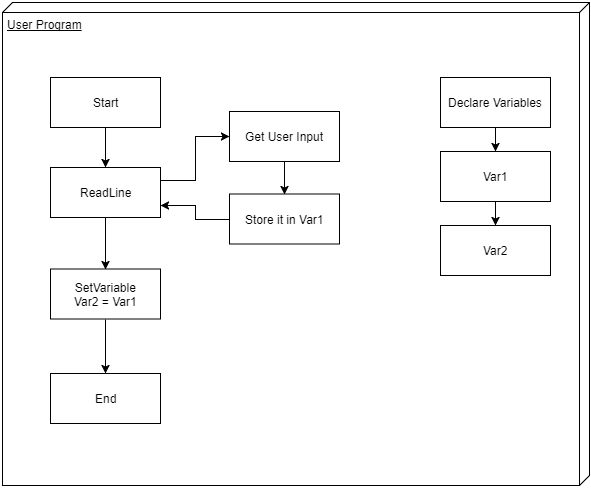 User Program
Start
Declare Variables
Get User Input
ReadLine
Var1
Store it in Var1
Var2
SetVariable
Var2 = Var1
End